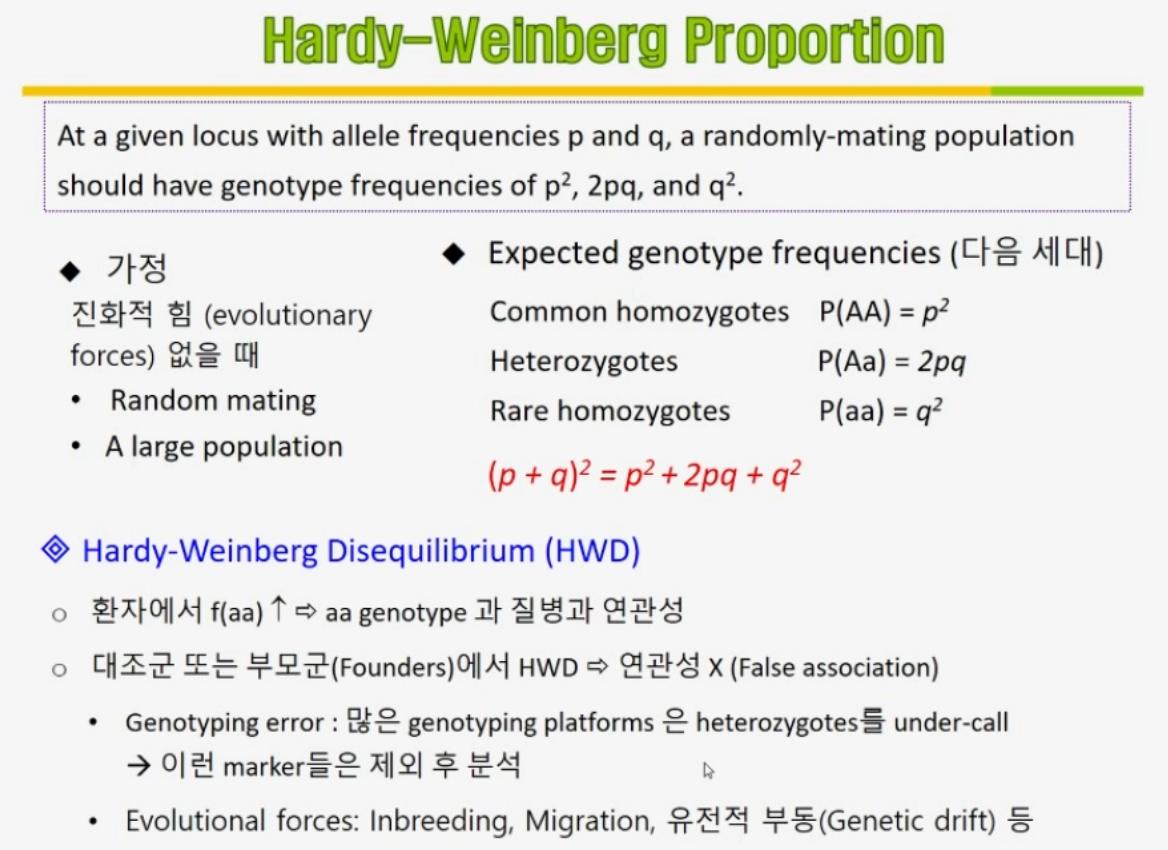 Hardy-Weinberg Proportion
At a given locus with allele frequencies p and q, a randomly-mating population
should have genotype frequencies of p², 2pq, and q².
◆ 가정
진화적 힘 (evolutionary
forces) 없을 때
• Random mating
• A large population
◆ Expected genotype frequencies (다음 세대)
Common homozygotes P(AA) = p²
Heterozygotes P(Aa) = 2pq
Rare homozygotes P(aa) = q²
(p + q)² = p² + 2pq + q²
Hardy-Weinberg Disequilibrium (HWD)
o 환자에서 f(aa)↑ ⇨ aa genotype 과 질병과 연관성
o 대조군 또는 부모군(Founders)에서 HWD ⇨ 연관성 X (False association)
• Genotyping error : 많은 genotyping platforms 은 heterozygotes를 under-call
→ 이런 marker들은 제외 후 분석
• Evolutional forces: Inbreeding, Migration, 유전적 부동(Genetic drift) 등